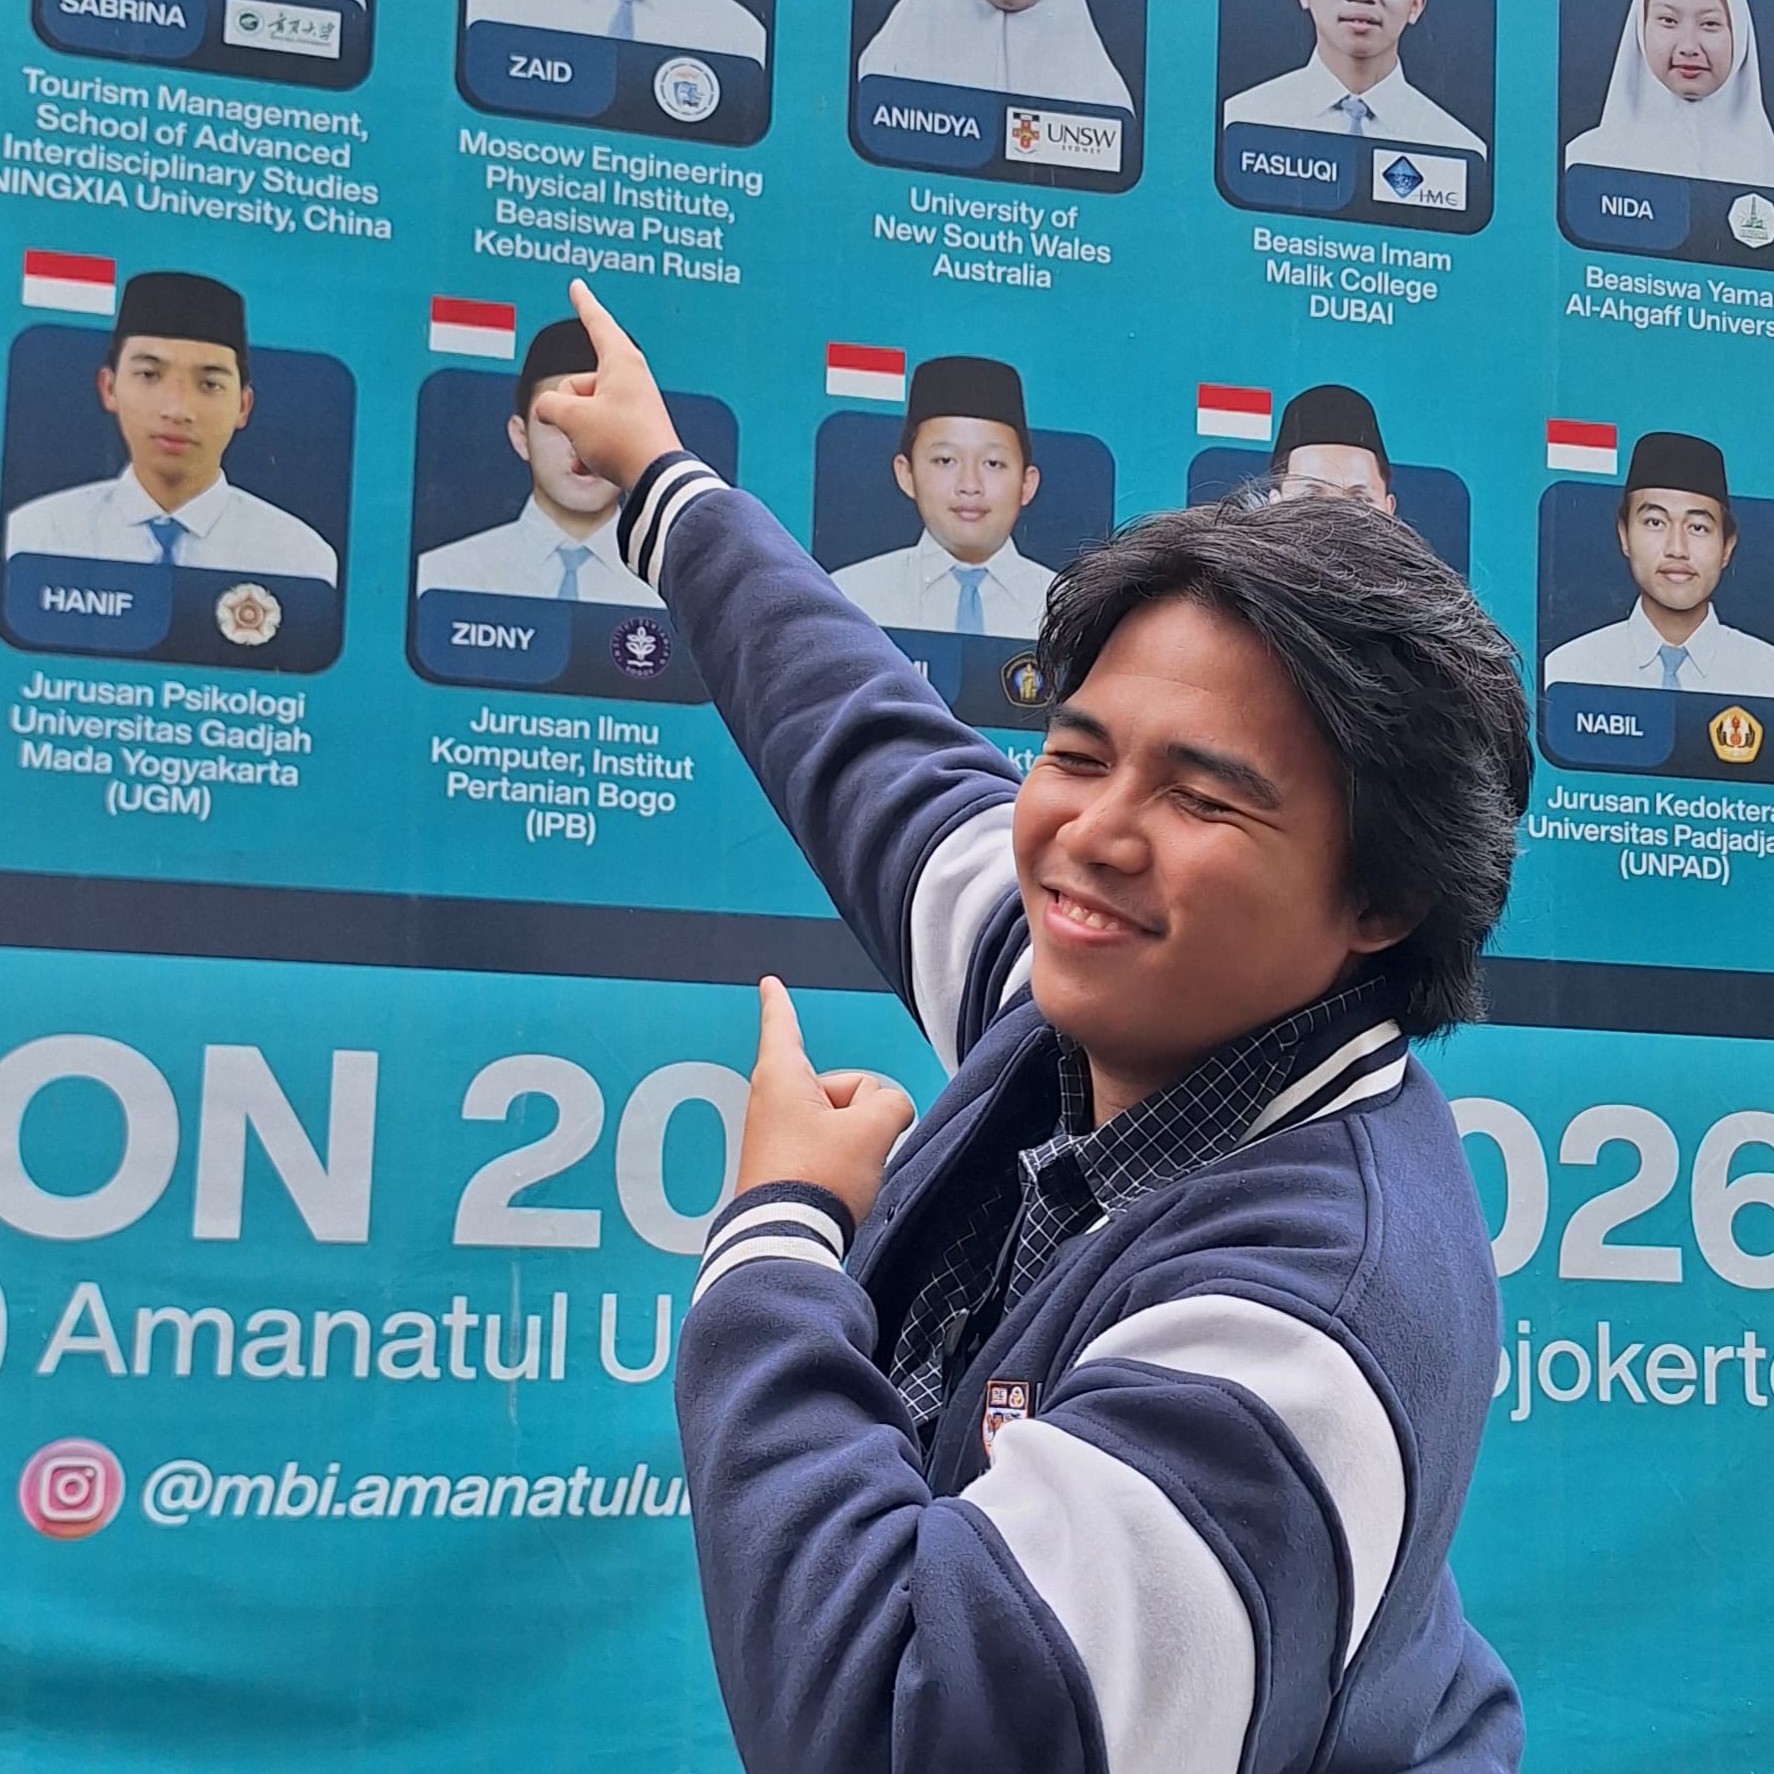 SABRINA
Tourism Management,
School of Advanced
Interdisciplinary Studies
NINGXIA University, China
ZAID
Moscow Engineering
Physical Institute,
Beasiswa Pusat
Kebudayaan Rusia
ANINDYA
UNSW
SYDNEY
University of
New South Wales
Australia
FASLUQI
IMC
Beasiswa Imam
Malik College
DUBAI
NIDA
Beasiswa Yama
Al-Ahgaff Univers
HANIF
Jurusan Psikologi
Universitas Gadjah
Mada Yogyakarta
(UGM)
ZIDNY
Jurusan Ilmu
Komputer, Institut
Pertanian Bogo
(IPB)
NABIL
Jurusan Kedoktera
Universitas Padjadja
(UNPAD)
ON 20 026
) Amanatul U ojokerto
@mbi.amanatulu